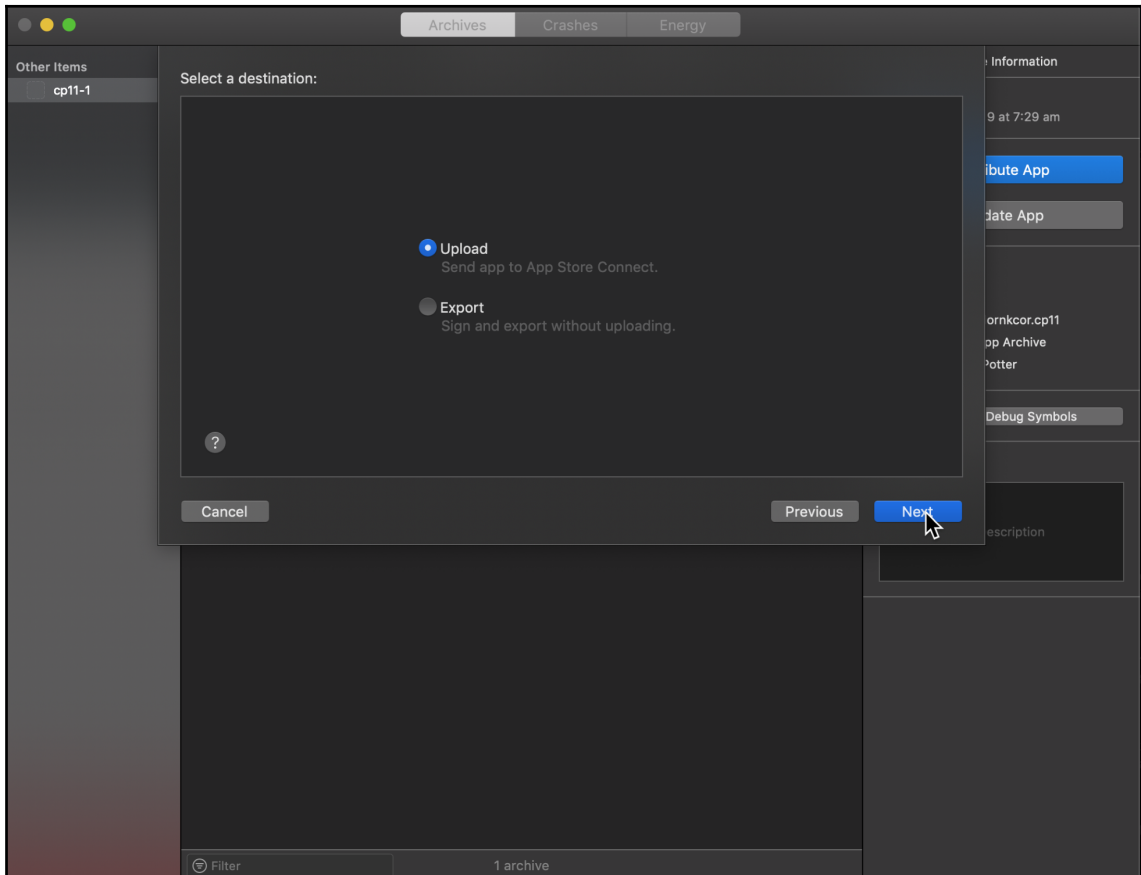 Archives Crashes Energy
Other Items
cp11-1
Select a destination:
Upload
Send app to App Store Connect.
Export
Sign and export without uploading.
?
Cancel Previous Next
Information
9 at 7:29 am
ibute App
date App
ornkcor.cp11
pp Archive
Potter
Debug Symbols
escription
Filter 1 archive